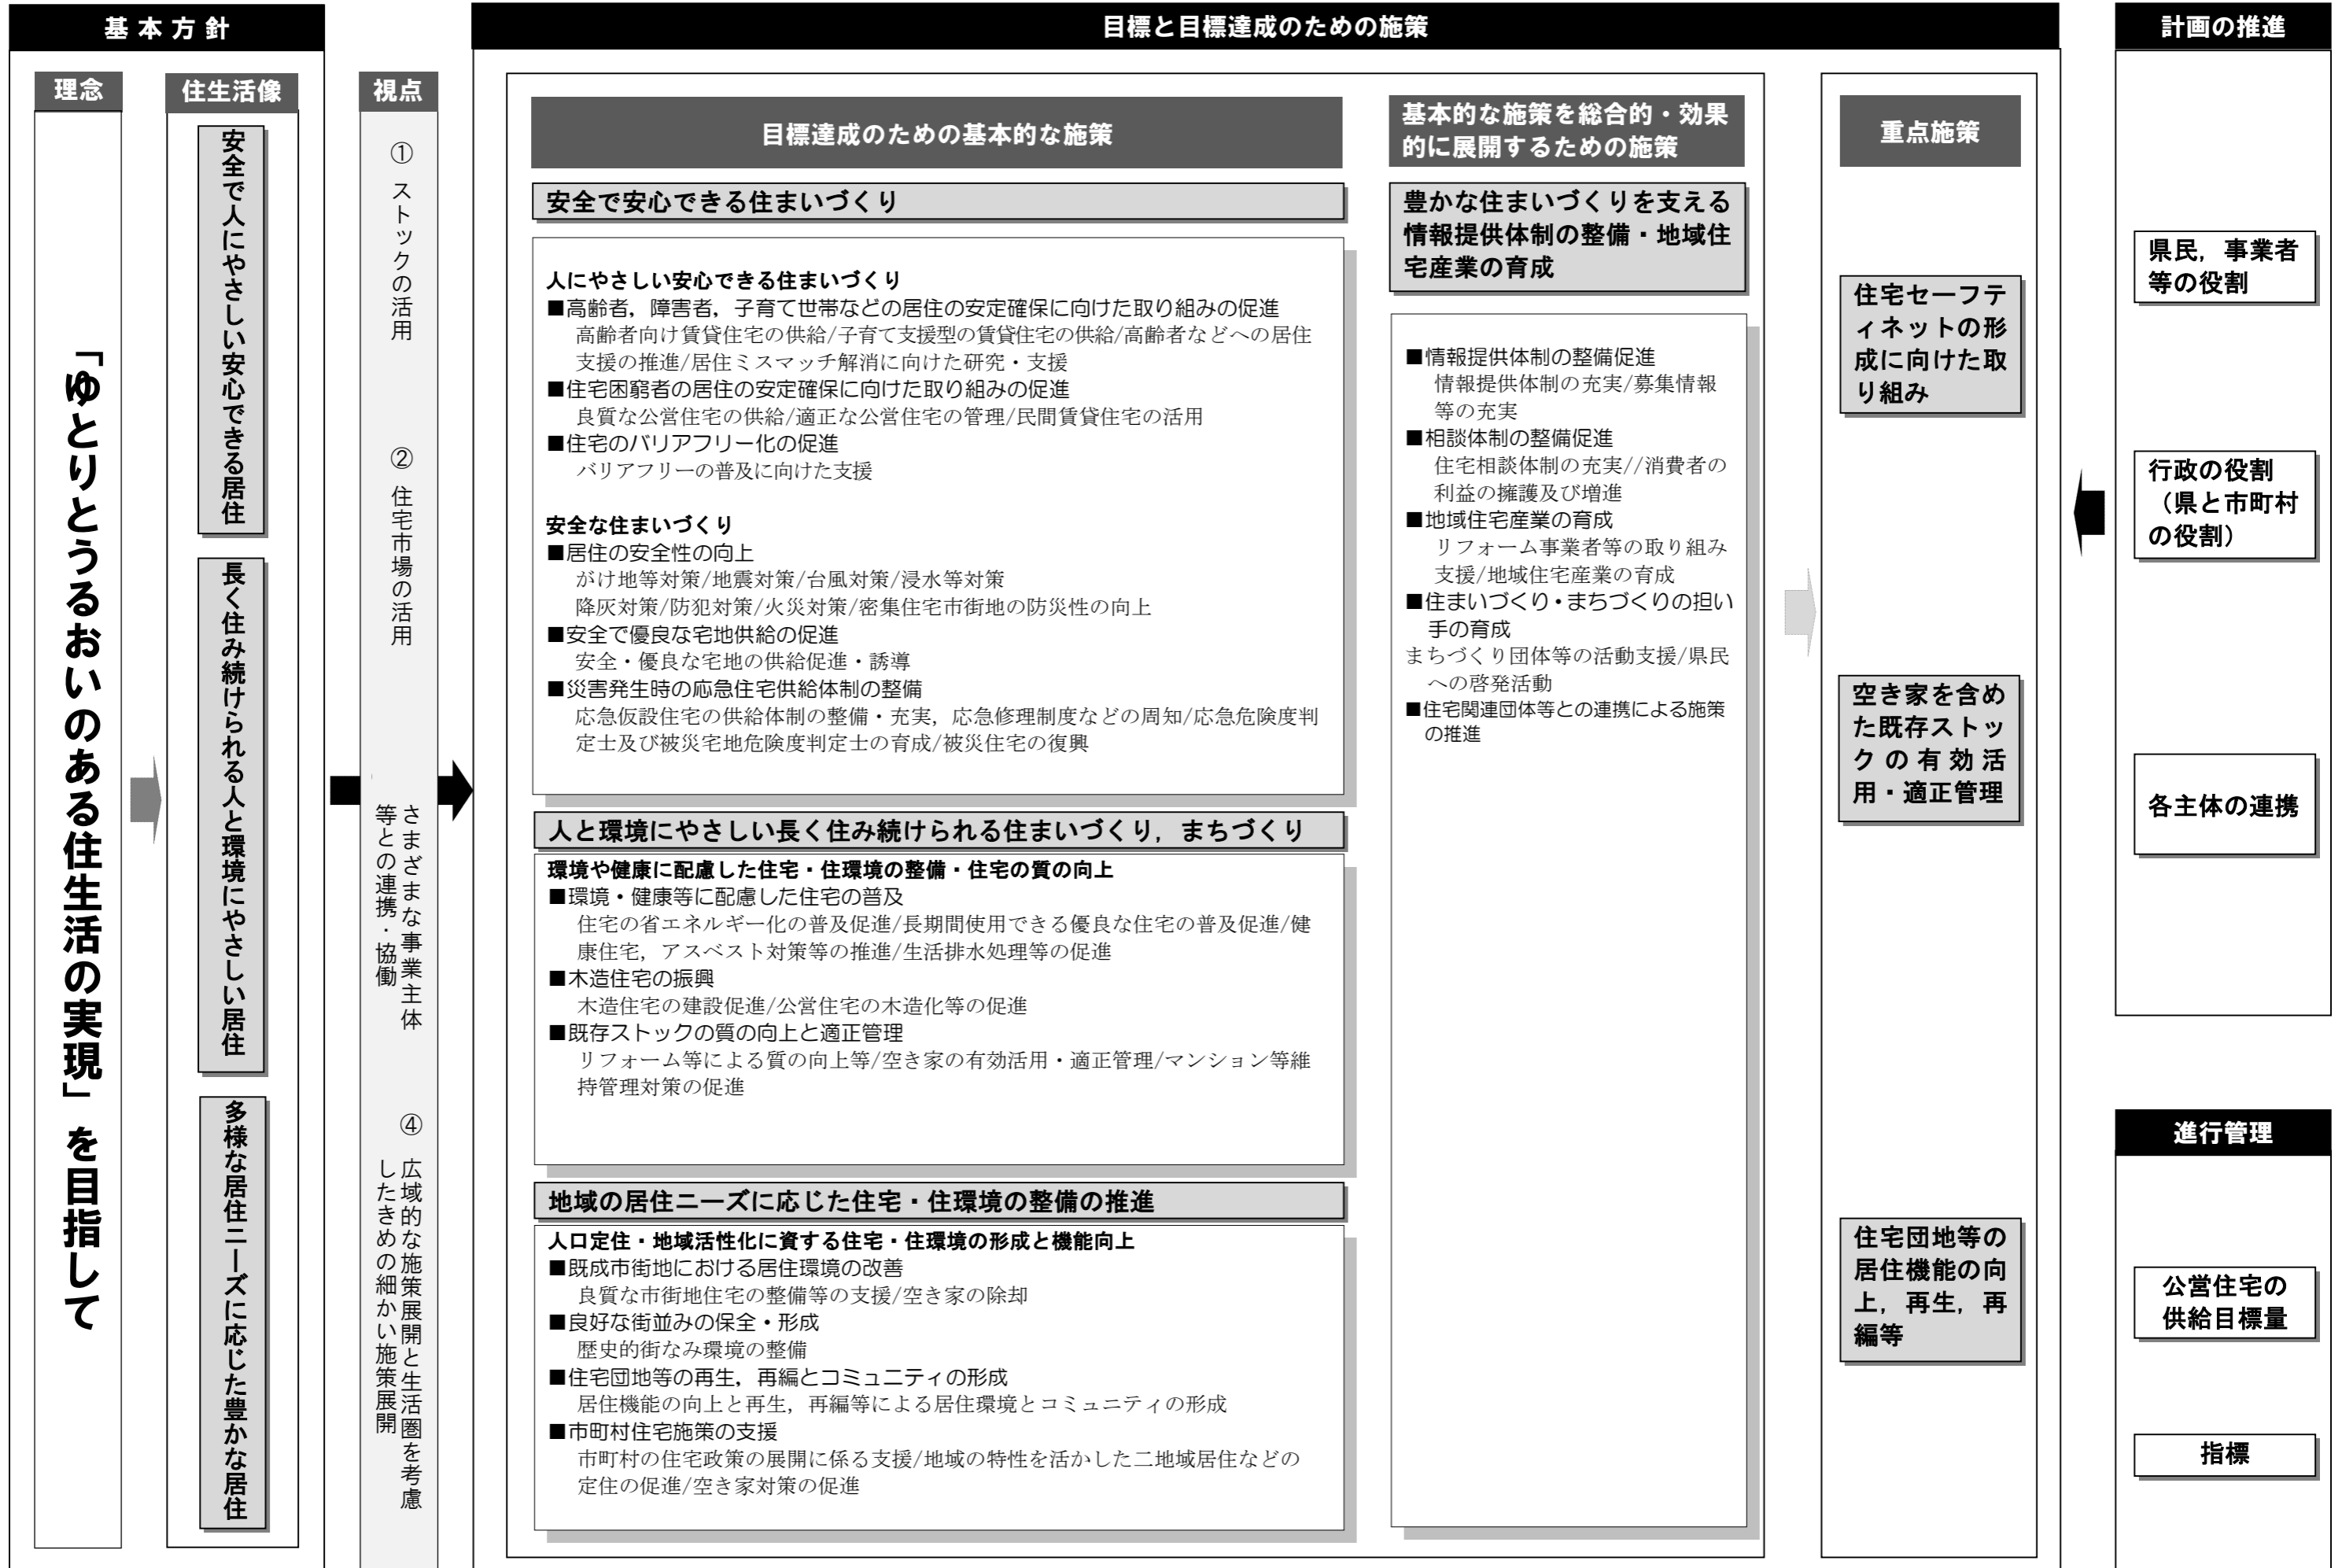 基本方針
理念
「ゆとりとうるおいのある住生活の実現」を目指して
住生活像
安全で人にやさしい安心できる居住
長く住み続けられる人と環境にやさしい居住
多様な居住ニーズに応じた豊かな居住
視点
① ストックの活用
② 住宅市場の活用
さまざまな事業主体
等との連携・協働
④ 広域的な施策展開と生活圏を考慮
したきめの細かい施策展開
目標と目標達成のための施策
目標達成のための基本的な施策
安全で安心できる住まいづくり
人にやさしい安心できる住まいづくり
■高齢者，障害者，子育て世帯などの居住の安定確保に向けた取り組みの促進
高齢者向け賃貸住宅の供給/子育て支援型の賃貸住宅の供給/高齢者などへの居住
支援の推進/居住ミスマッチ解消に向けた研究・支援
■住宅困窮者の居住の安定確保に向けた取り組みの促進
良質な公営住宅の供給/適正な公営住宅の管理/民間賃貸住宅の活用
■住宅のバリアフリー化の促進
バリアフリーの普及に向けた支援
安全な住まいづくり
■居住の安全性の向上
がけ地等対策/地震対策/台風対策/浸水等対策
降灰対策/防犯対策/火災対策/密集住宅市街地の防災性の向上
■安全で優良な宅地供給の促進
安全・優良な宅地の供給促進・誘導
■災害発生時の応急住宅供給体制の整備
応急仮設住宅の供給体制の整備・充実，応急修理制度などの周知/応急危険度判
定士及び被災宅地危険度判定士の育成/被災住宅の復興
人と環境にやさしい長く住み続けられる住まいづくり，まちづくり
環境や健康に配慮した住宅・住環境の整備・住宅の質の向上
■環境・健康等に配慮した住宅の普及
住宅の省エネルギー化の普及促進/長期間使用できる優良な住宅の普及促進/健
康住宅，アスベスト対策等の推進/生活排水処理等の促進
■木造住宅の振興
木造住宅の建設促進/公営住宅の木造化等の促進
■既存ストックの質の向上と適正管理
リフォーム等による質の向上等/空き家の有効活用・適正管理/マンション等維
持管理対策の促進
地域の居住ニーズに応じた住宅・住環境の整備の推進
人口定住・地域活性化に資する住宅・住環境の形成と機能向上
■既成市街地における居住環境の改善
良質な市街地住宅の整備等の支援/空き家の除却
■良好な街並みの保全・形成
歴史的街なみ環境の整備
■住宅団地等の再生，再編とコミュニティの形成
居住機能の向上と再生，再編等による居住環境とコミュニティの形成
■市町村住宅施策の支援
市町村の住宅政策の展開に係る支援/地域の特性を活かした二地域居住などの
定住の促進/空き家対策の促進
基本的な施策を総合的・効果
的に展開するための施策
豊かな住まいづくりを支える
情報提供体制の整備・地域住
宅産業の育成
■情報提供体制の整備促進
情報提供体制の充実/募集情報
等の充実
■相談体制の整備促進
住宅相談体制の充実//消費者の
利益の擁護及び増進
■地域住宅産業の育成
リフォーム事業者等の取り組み
支援/地域住宅産業の育成
■住まいづくり・まちづくりの担い
手の育成
まちづくり団体等の活動支援/県民
への啓発活動
■住宅関連団体等との連携による施策
の推進
重点施策
住宅セーフテ
ィネットの形
成に向けた取
り組み
空き家を含め
た既存ストッ
クの有効活
用・適正管理
住宅団地等の
居住機能の向
上，再生，再
編等
計画の推進
県民，事業者
等の役割
行政の役割
（県と市町村
の役割）
各主体の連携
進行管理
公営住宅の
供給目標量
指標